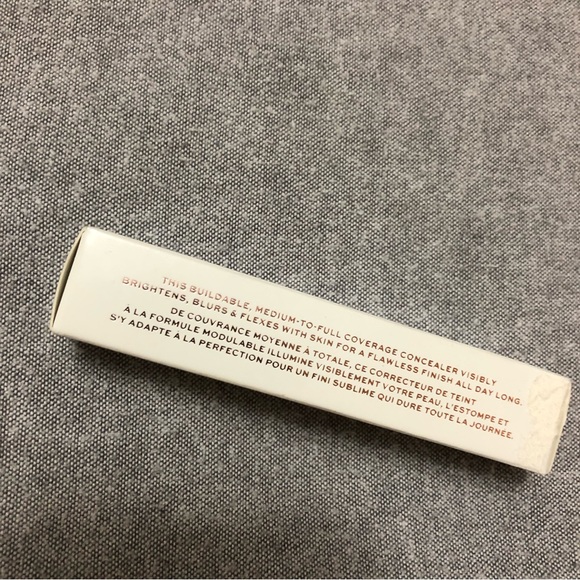 THIS BUILDABLE, MEDIUM-TO-FULL COVERAGE CONCEALER VISIBLY
BRIGHTENS, BLURS & FLEXES WITH SKIN FOR A FLAWLESS FINISH ALL DAY LONG.
DE COUVRANCE MOYENNE À TOTALE, CE CORRECTEUR DE TEINT
À LA FORMULE MODULABLE ILLUMINE VISIBLEMENT VOTRE PEAU, L'ESTOMPE ET
S'Y ADAPTE À LA PERFECTION POUR UN FINI SUBLIME QUI DURE TOUTE LA JOURNÉE.